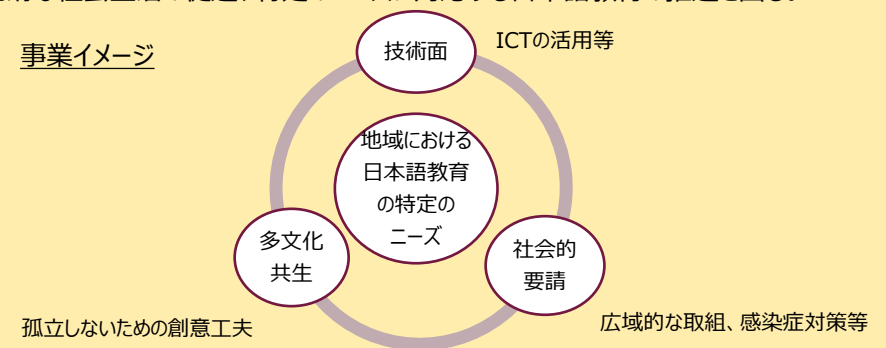 事業イメージ
技術面
ICTの活用等
地域における
日本語教育
の特定の
ニーズ
多文化
共生
社会的
要請
孤立しないための創意工夫
広域的な取組、感染症対策等